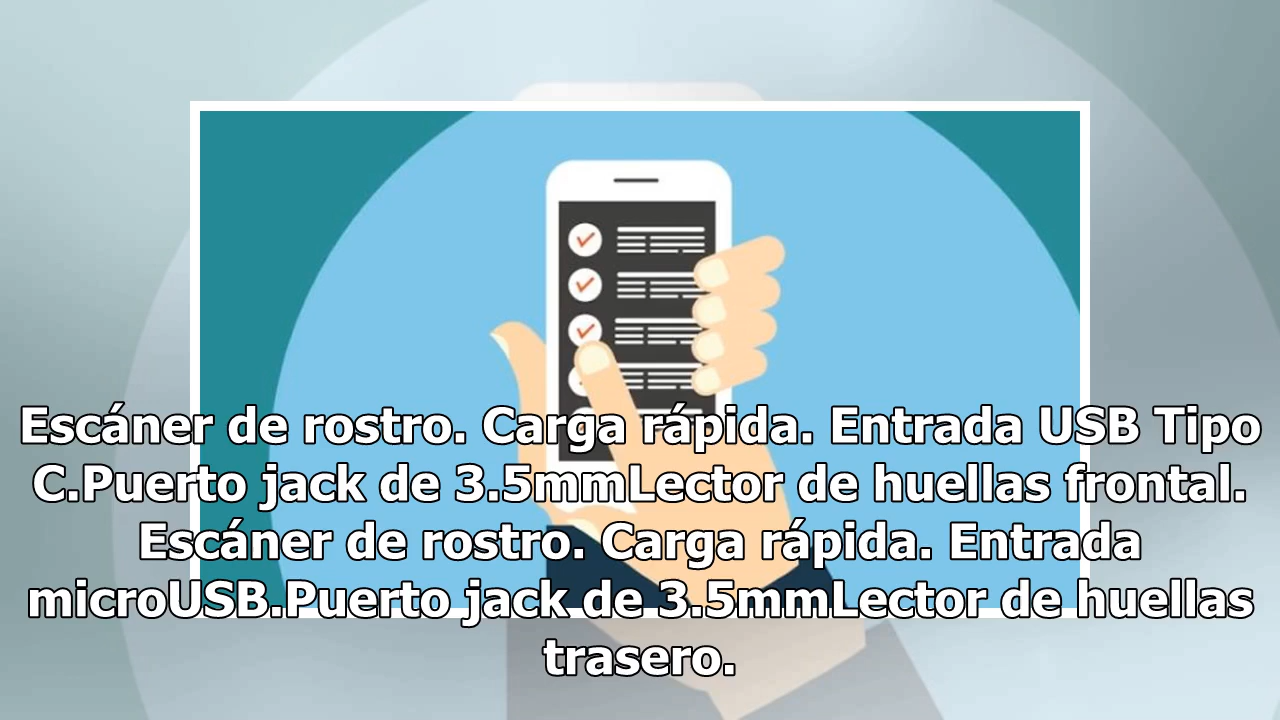 Escáner de rostro. Carga rápida. Entrada USB Tipo
C.Puerto jack de 3.5mmLector de huellas frontal.
Escáner de rostro. Carga rápida. Entrada
microUSB.Puerto jack de 3.5mmLector de huellas
trasero.